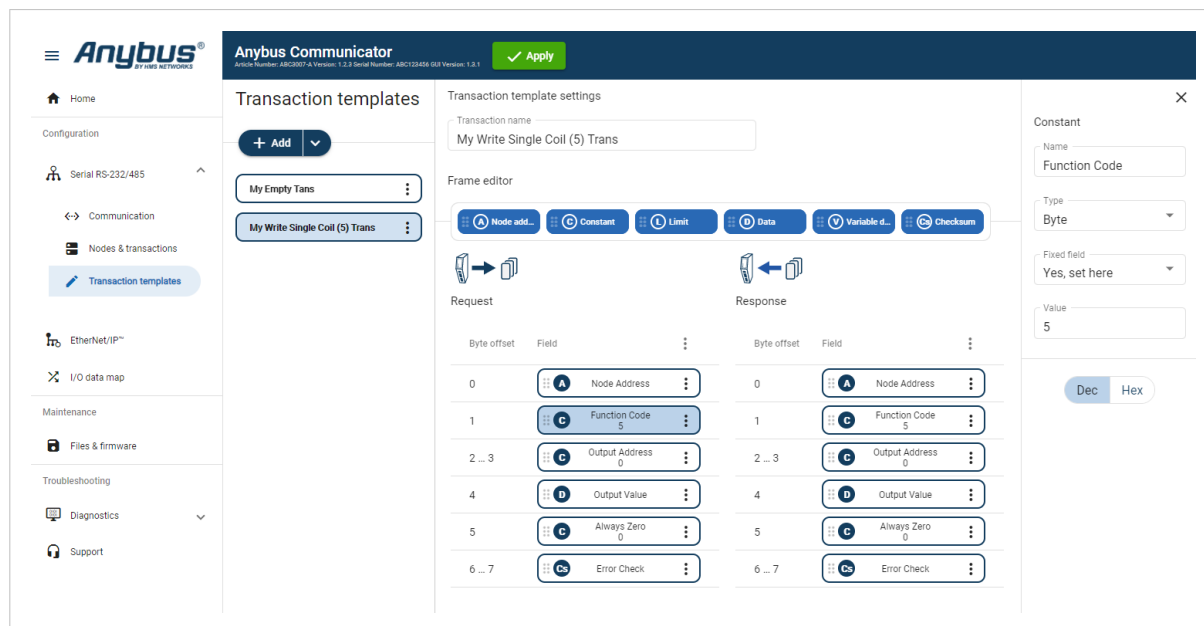 Anybus®
BY HMS NETWORKS
Anybus Communicator
Article Number: ABC3007-A Version: 1.2.3 Serial Number: ABC123456 GUI Version: 1.3.1
Apply
Home
Configuration
Serial RS-232/485
Communication
Nodes & transactions
Transaction templates
EtherNet/IP™
I/O data map
Maintenance
Files & firmware
Troubleshooting
Diagnostics
Support
Transaction templates
+ Add
My Empty Tans
My Write Single Coil (5) Trans
Transaction template settings
Transaction name
My Write Single Coil (5) Trans
Frame editor
A Node add...
C Constant
L Limit
D Data
V Variable d...
Cs Checksum
Request
Byte offset Field
0 A Node Address
1 C Function Code
5
2 ... 3 C Output Address
0
4 D Output Value
5 C Always Zero
0
6 ... 7 Cs Error Check
Response
Byte offset Field
0 A Node Address
1 C Function Code
5
2 ... 3 C Output Address
0
4 D Output Value
5 C Always Zero
0
6 ... 7 Cs Error Check
Constant
Name
Function Code
Type
Byte
Fixed field
Yes, set here
Value
5
Dec Hex